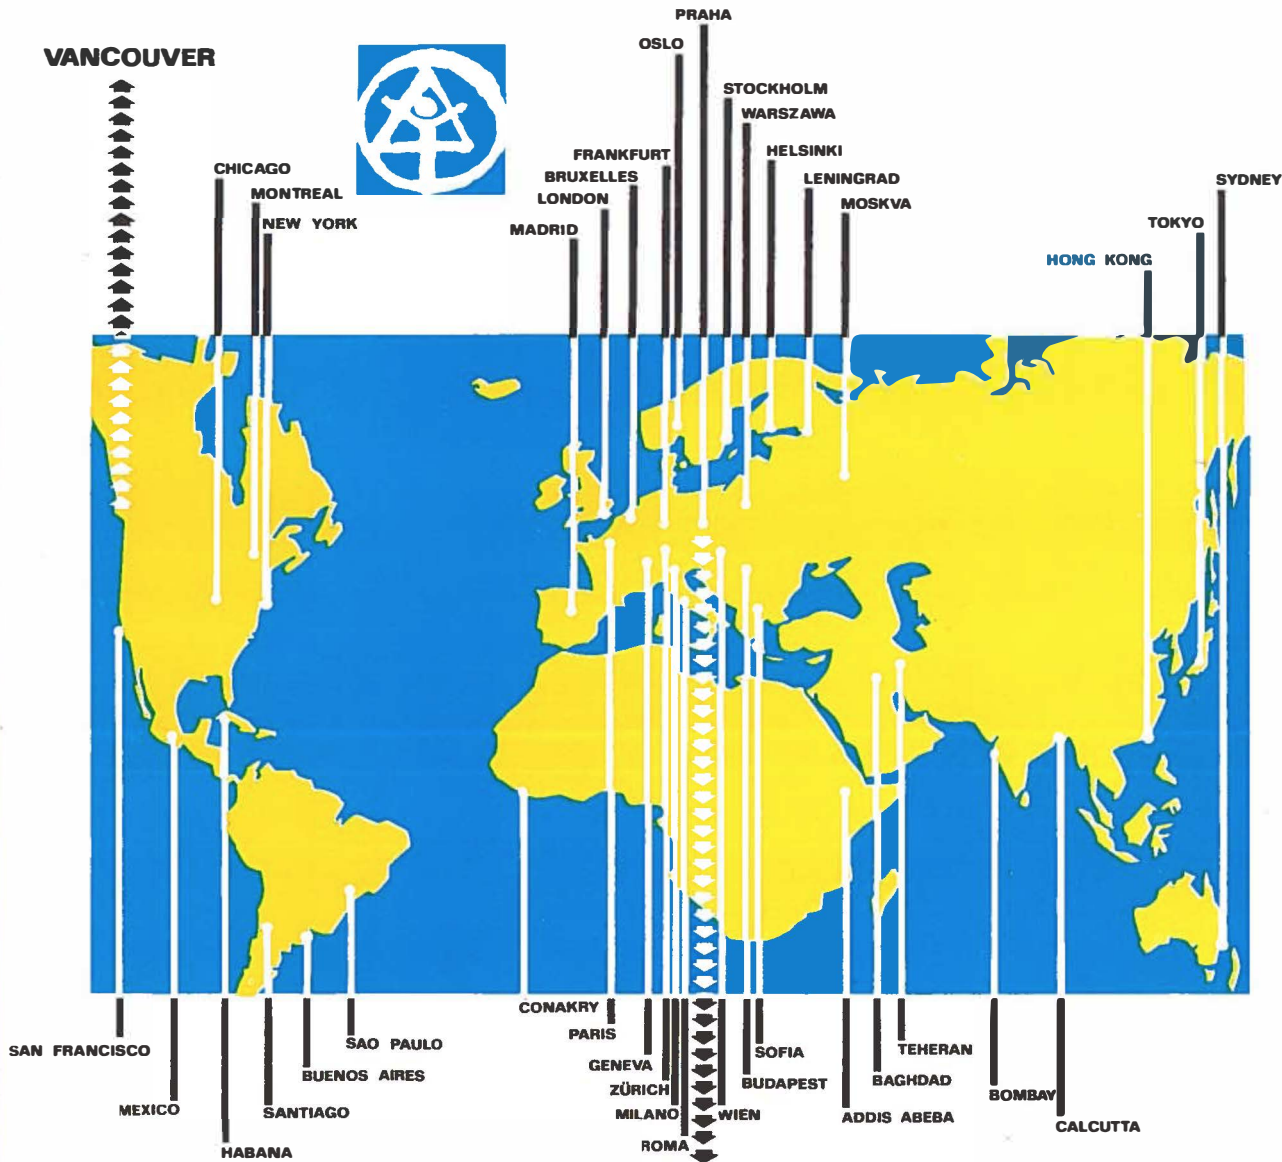 PRAHA
OSLO
VANCOUVER
STOCKHOLM
WARSZAWA
FRANKFURT
HELSINKI
CHICAGO
BRUXELLES
LENINGRAD
SYDNEY
MONTREAL
LONDON
MOSKVA
NEW YORK
MADRID
TOKYO
HONG KONG
CONAKRY
PARIS
SAN FRANCISCO
SAO PAULO
SOFIA
TEHERAN
GENEVA
BUENOS AIRES
ZÜRICH
BUDAPEST
BAGHDAD
BOMBAY
MEXICO
SANTIAGO
MILANO
WIEN
ADDIS ABEBA
CALCUTTA
ROMA
HABANA